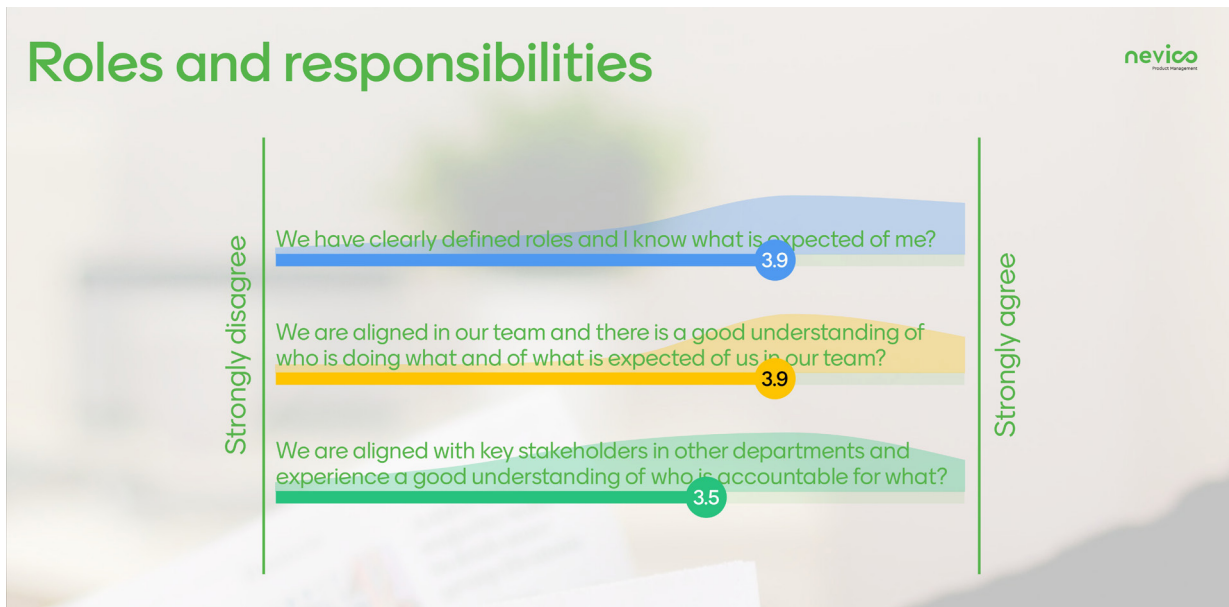 Roles and responsibilities
nevico
Product Management
Strongly disagree
We have clearly defined roles and I know what is expected of me?
3.9
We are aligned in our team and there is a good understanding of
who is doing what and of what is expected of us in our team?
3.9
We are aligned with key stakeholders in other departments and
experience a good understanding of who is accountable for what?
3.5
Strongly agree